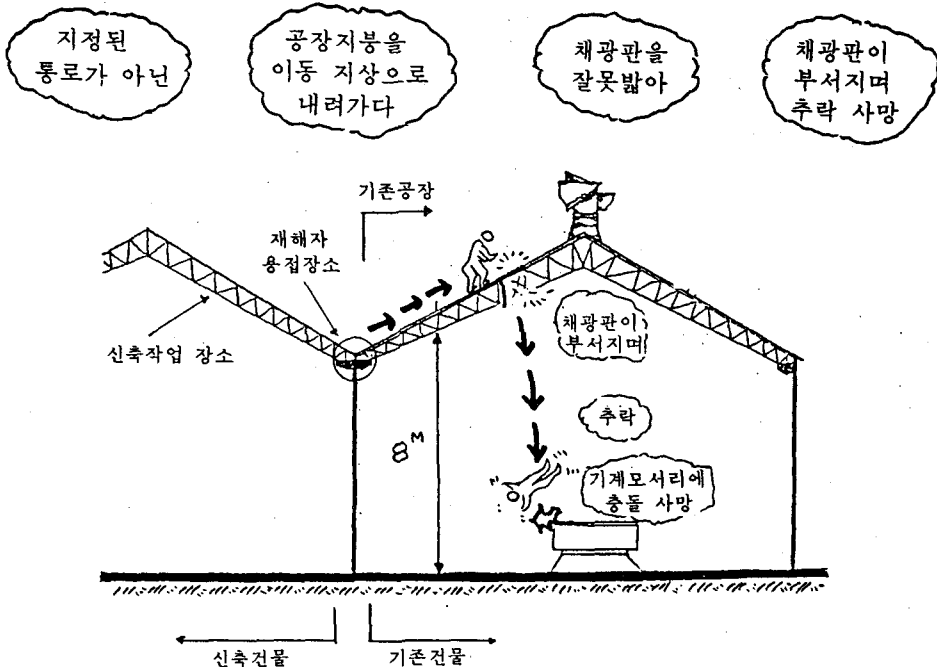 지정된
통로가 아닌
공장지붕을
이동 지상으로
내려가다
채광판을
잘못밟아
채광판이
부서지며
추락 사망
기존공장
재해자
용접장소
신축작업 장소
채광판이
부서지며
8M
추락
기계모서리에
충돌 사망
신축건물
기존건물